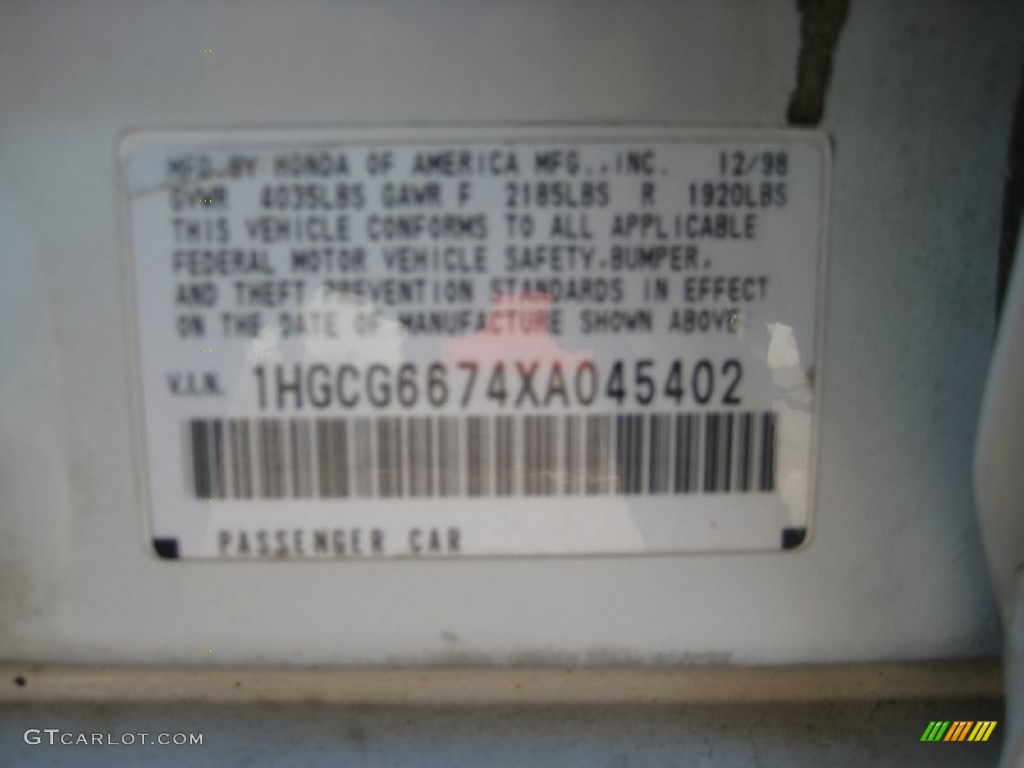 MFD.BY HONDA OF AMERICA MFG.,INC. 12/98
GVWR 4035LBS GAWR F 2185LBS R 1920LBS
THIS VEHICLE CONFORMS TO ALL APPLICABLE
FEDERAL MOTOR VEHICLE SAFETY,BUMPER,
AND THEFT PREVENTION STANDARDS IN EFFECT
ON THE DATE OF MANUFACTURE SHOWN ABOVE.
V.I.N. 1HGCG6674XA045402
PASSENGER CAR
GTCARLOT.COM